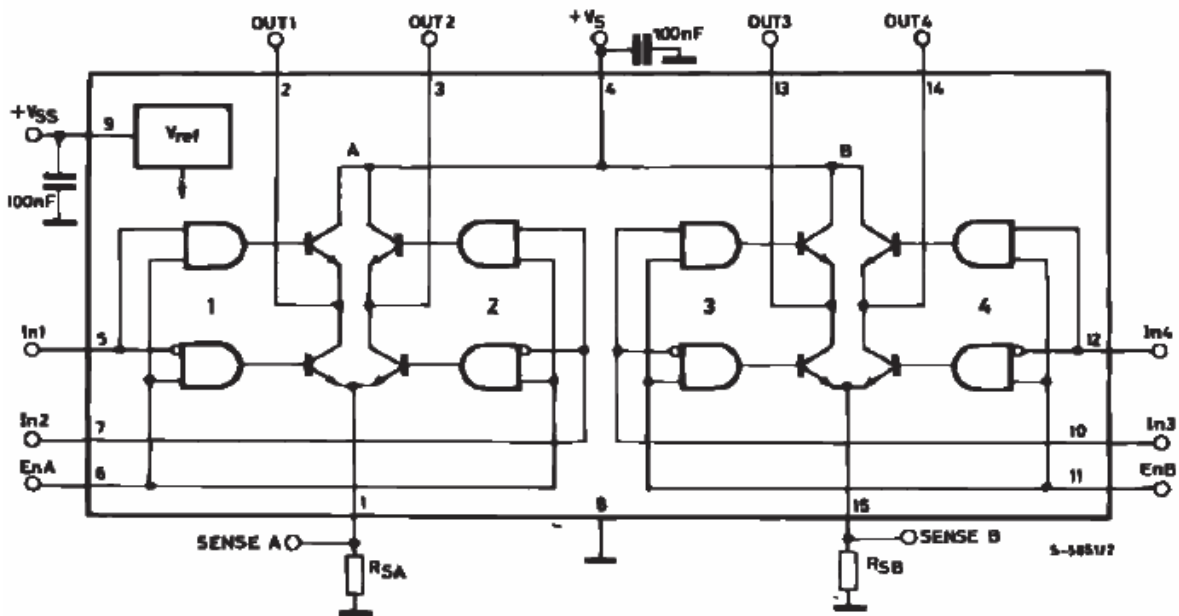 OUT1
OUT2
+VS
100nF
OUT3
OUT4
2
3
4
13
14
+VSS
9
Vref
A
B
100nF
1
2
3
4
In1
5
12
In4
In2
7
10
In3
EnA
6
11
EnB
1
8
15
SENSE A
SENSE B
S-5851/2
RSA
RSB